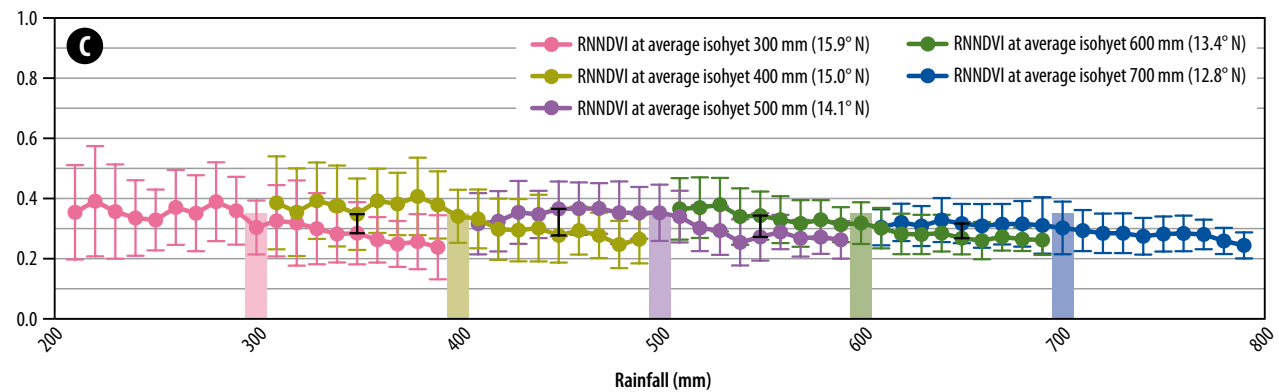 1.0
C
RNNDVI at average isohyet 300 mm (15.9° N)
RNNDVI at average isohyet 400 mm (15.0° N)
RNNDVI at average isohyet 500 mm (14.1° N)
RNNDVI at average isohyet 600 mm (13.4° N)
RNNDVI at average isohyet 700 mm (12.8° N)
0.8
0.6
0.4
0.2
0.0
200 300 400 500 600 700 800
Rainfall (mm)